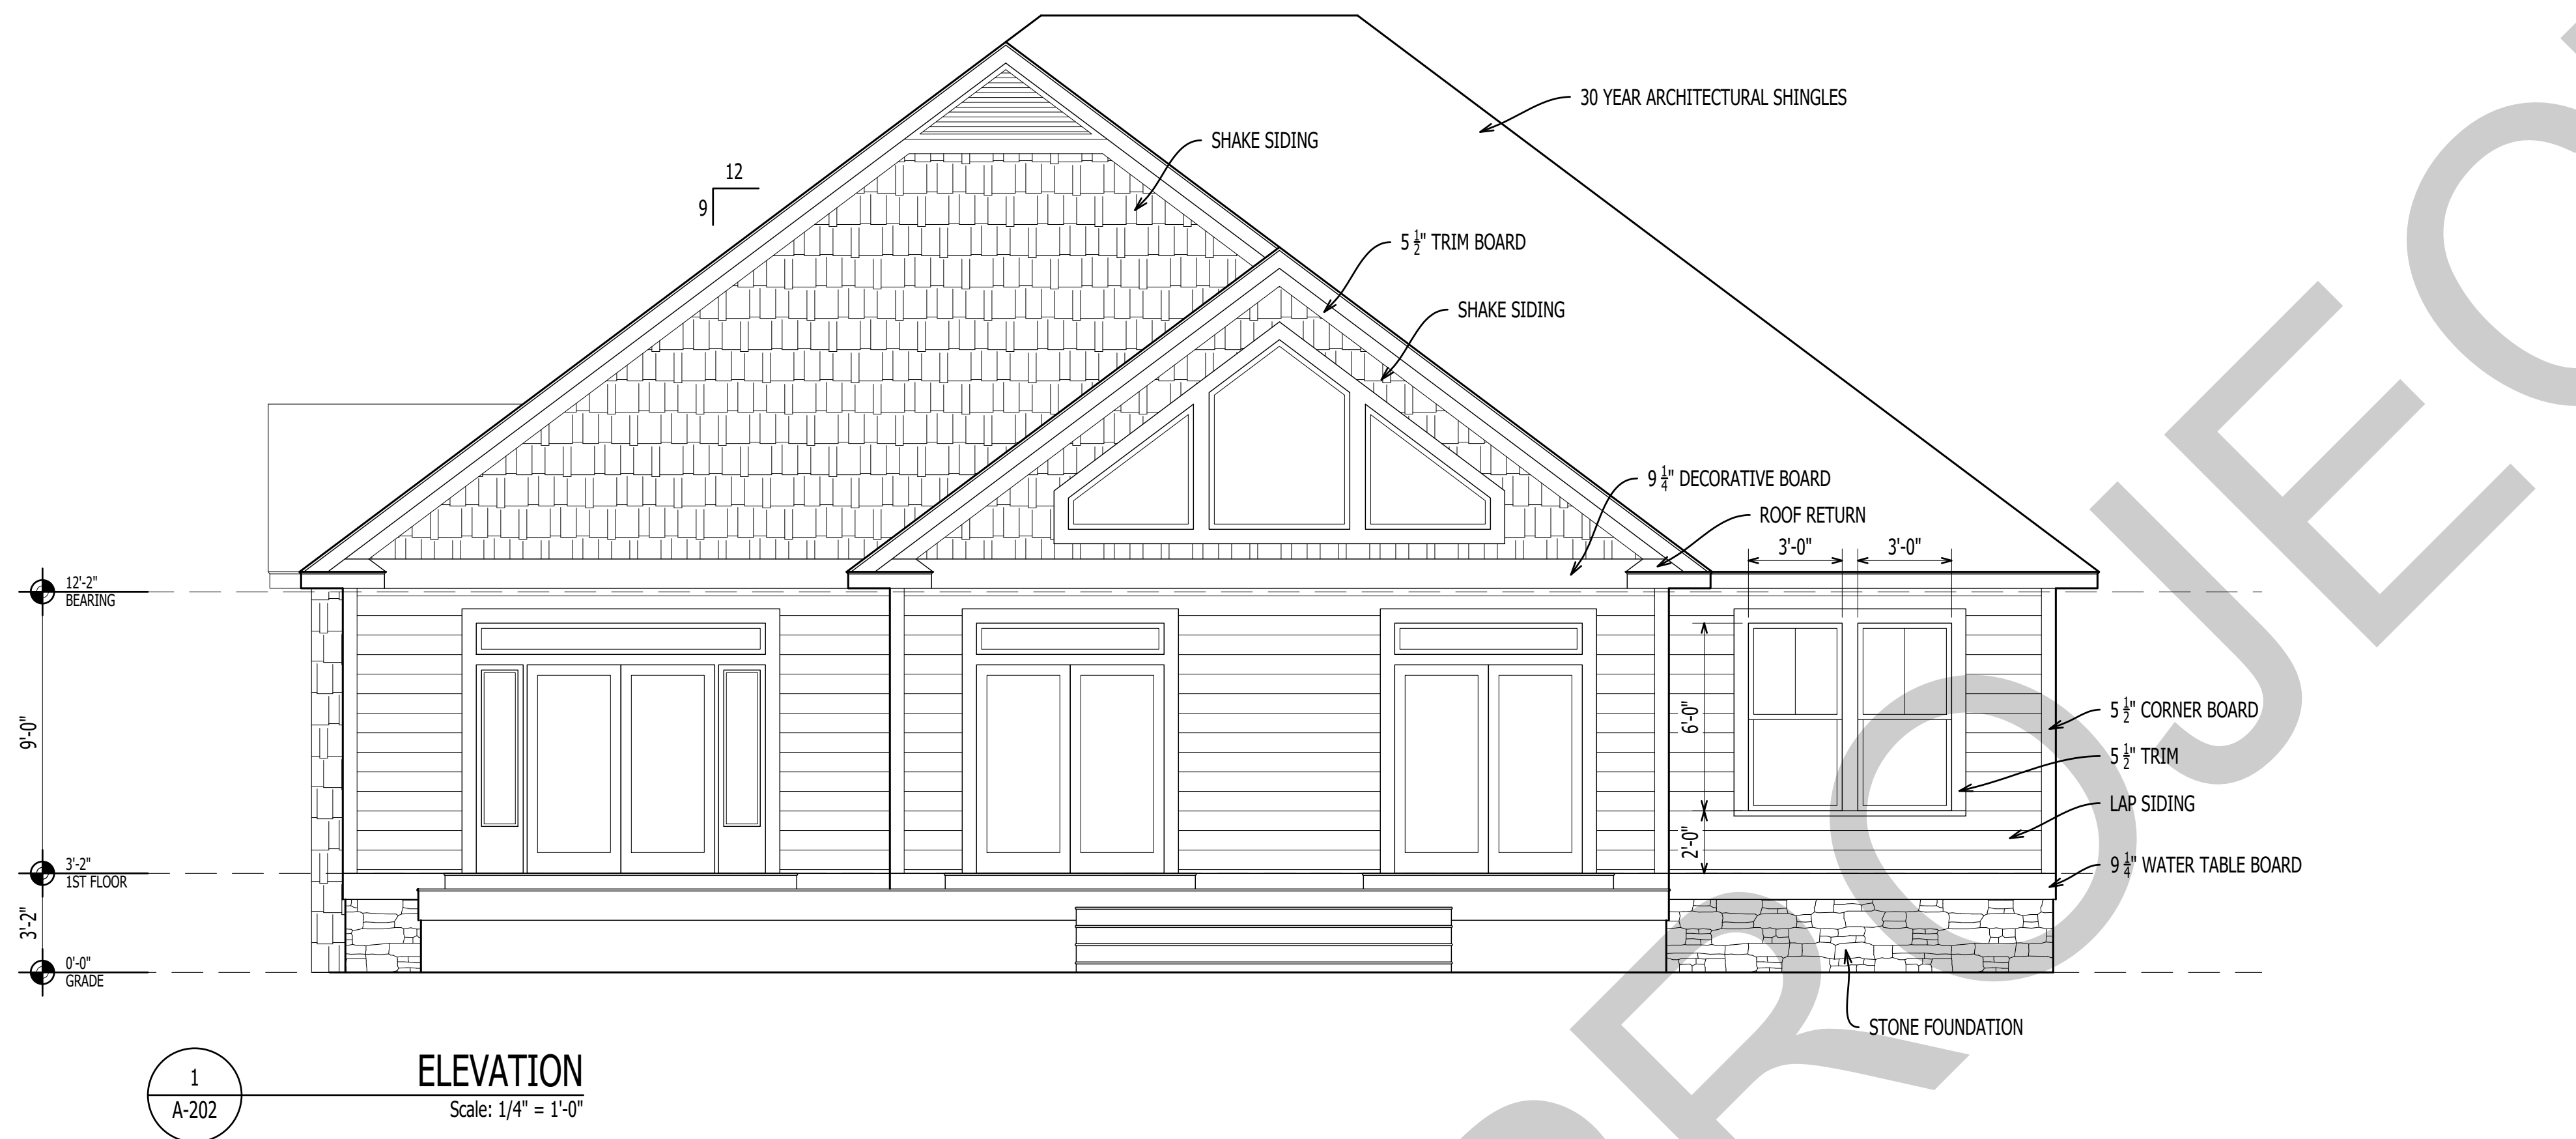 30 YEAR ARCHITECTURAL SHINGLES
SHAKE SIDING
12
9
5 1/2" TRIM BOARD
SHAKE SIDING
9 1/4" DECORATIVE BOARD
ROOF RETURN
3'-0"
3'-0"
12'-2"
BEARING
9'-0"
6'-0"
2'-0"
5 1/2" CORNER BOARD
5 1/2" TRIM
LAP SIDING
9 1/4" WATER TABLE BOARD
3'-2"
1ST FLOOR
3'-2"
0'-0"
GRADE
STONE FOUNDATION
1
A-202
ELEVATION
Scale: 1/4" = 1'-0"
PROJEC